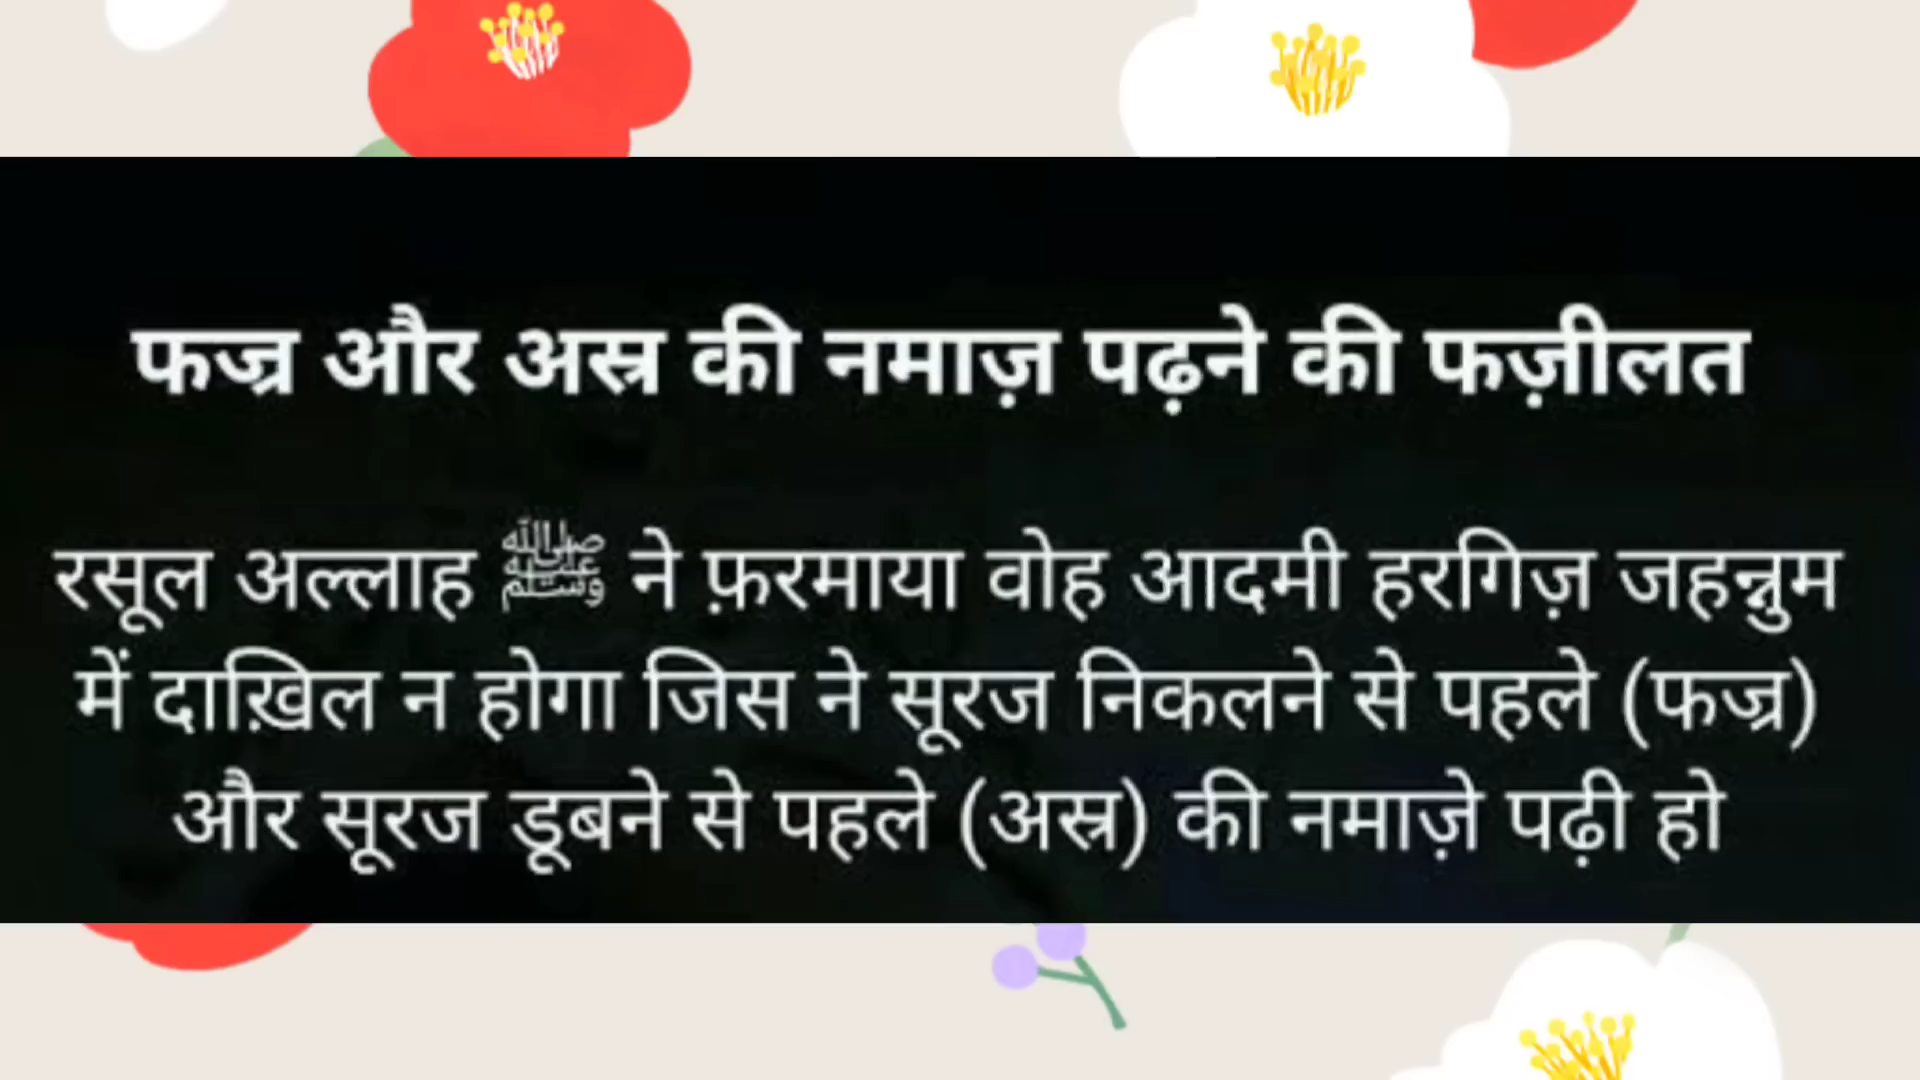 फज्र और अस्र की नमाज़ पढ़ने की फज़ीलत
रसूल अल्लाह ﷺ ने फ़रमाया वोह आदमी हरगिज़ जहन्नुम
में दाख़िल न होगा जिस ने सूरज निकलने से पहले (फज्र)
और सूरज डूबने से पहले (अस्र) की नमाज़े पढ़ी हो